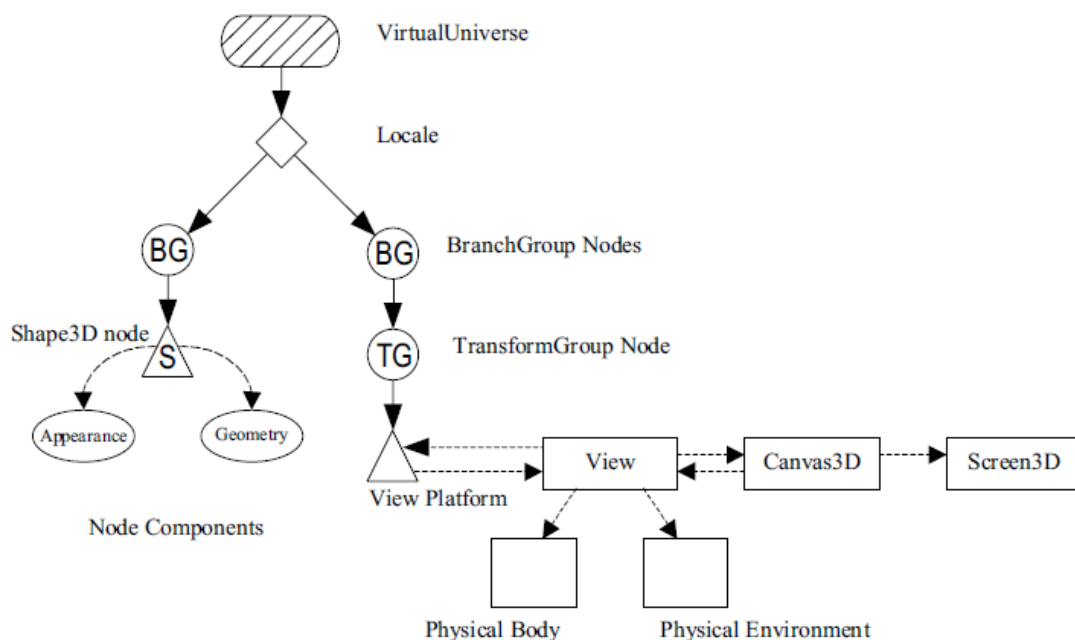 VirtualUniverse
Locale
BG
BG
BranchGroup Nodes
Shape3D node
S
TG
TransformGroup Node
Appearance
Geometry
View
Canvas3D
Screen3D
View Platform
Node Components
Physical Body
Physical Environment